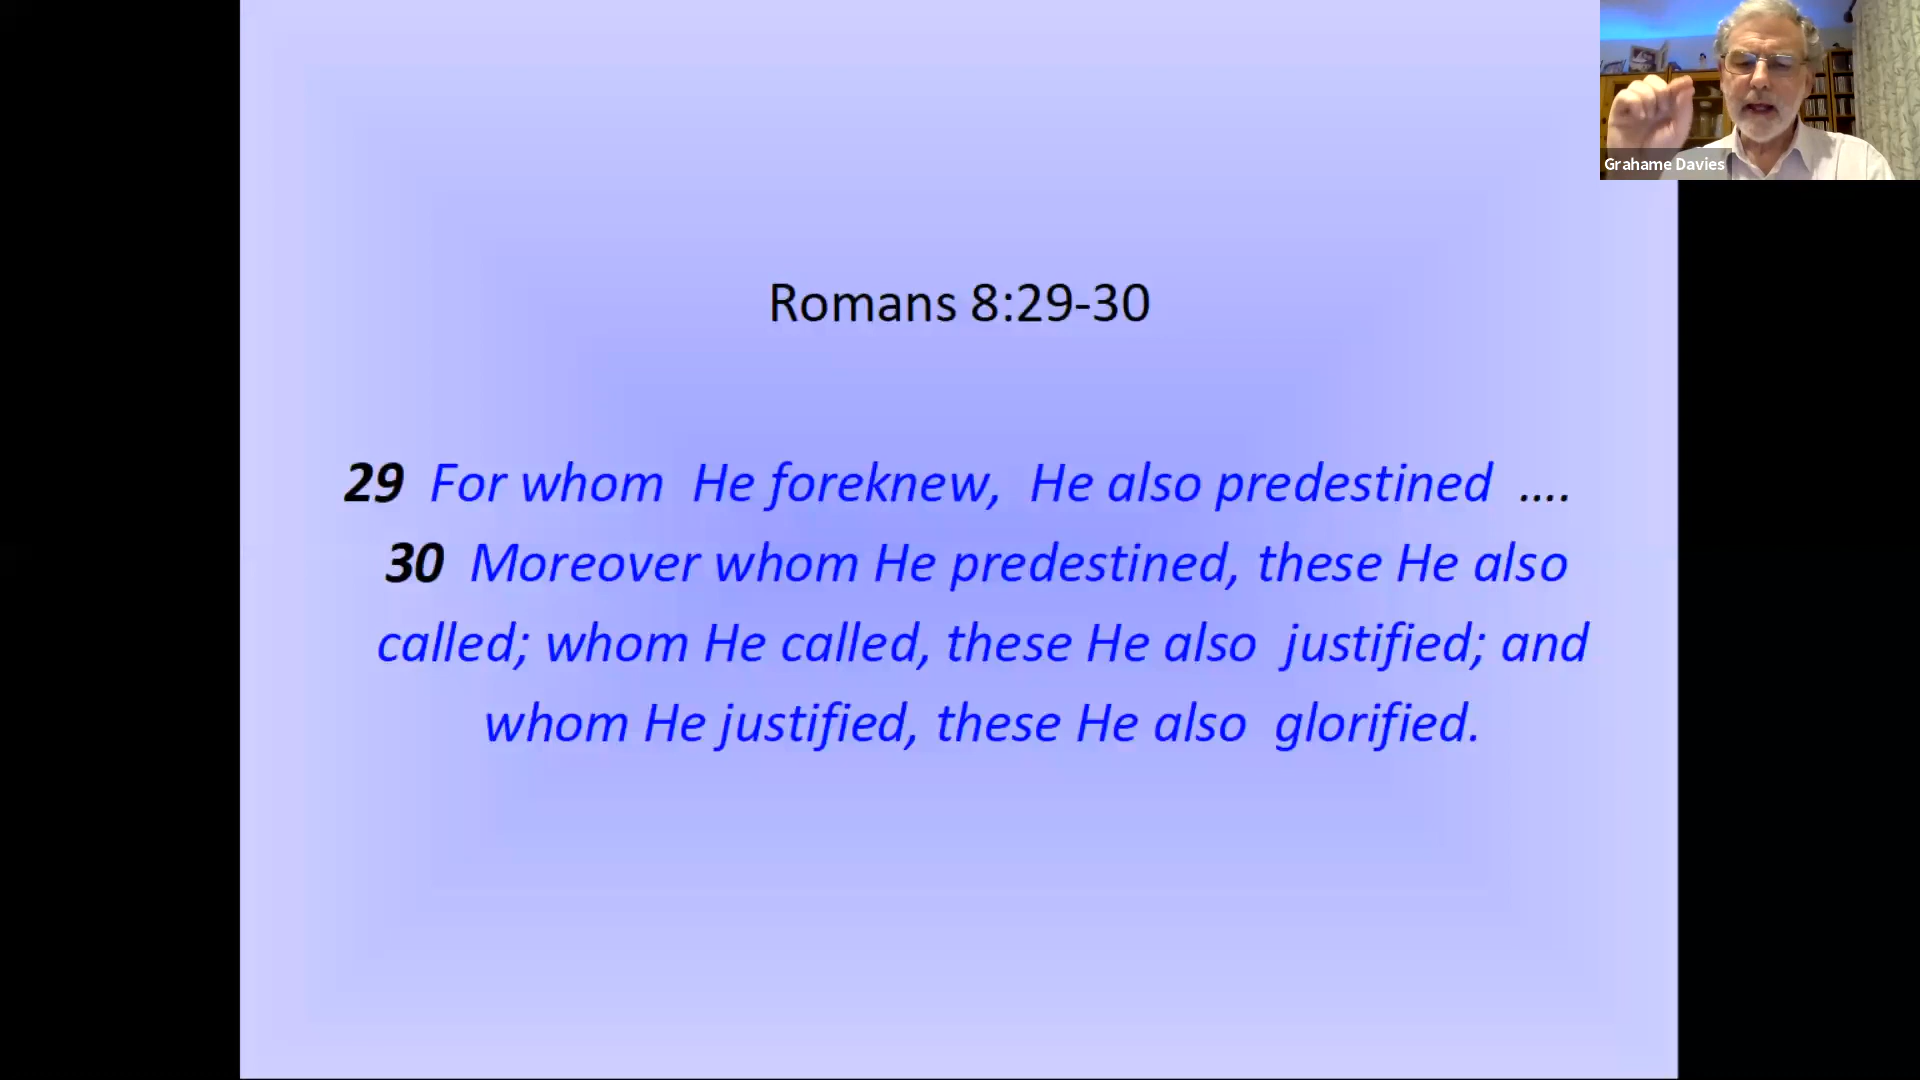 Grahame Davies
Romans 8:29-30
29 For whom He foreknew, He also predestined ....
30 Moreover whom He predestined, these He also
called; whom He called, these He also justified; and
whom He justified, these He also glorified.